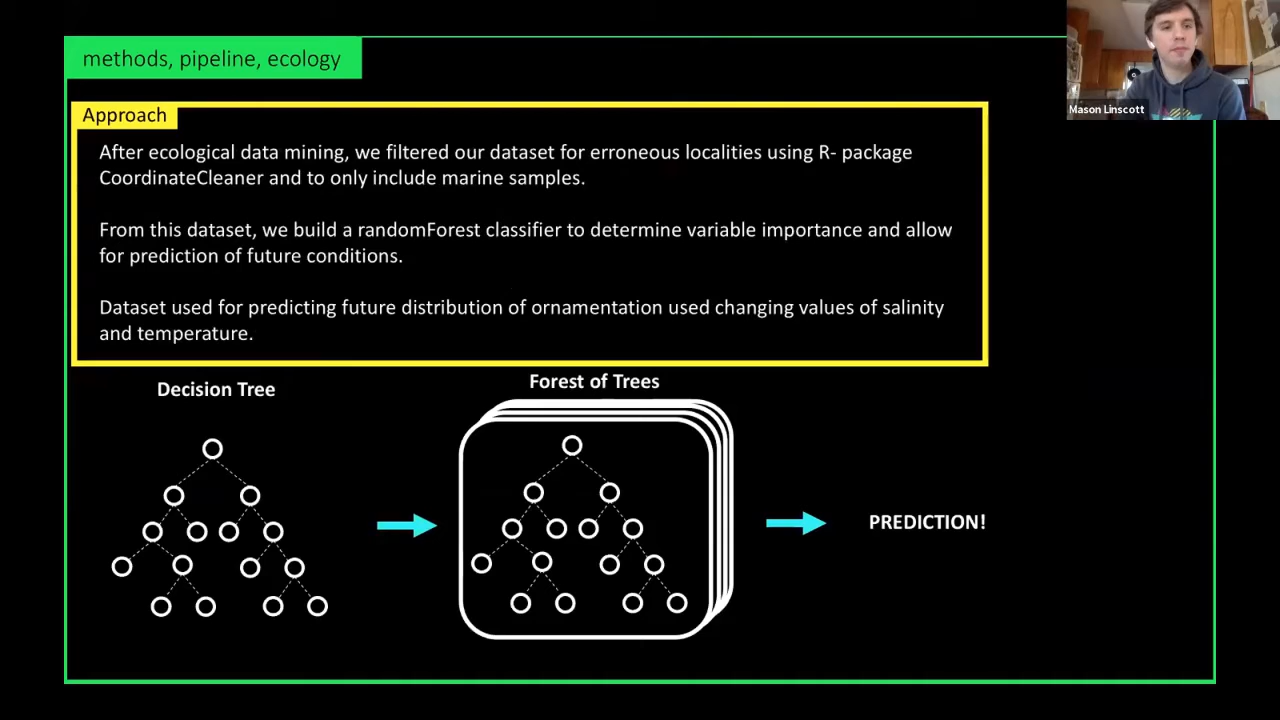 methods, pipeline, ecology
Mason Linscott
Approach
After ecological data mining, we filtered our dataset for erroneous localities using R- package
CoordinateCleaner and to only include marine samples.
From this dataset, we build a randomForest classifier to determine variable importance and allow
for prediction of future conditions.
Dataset used for predicting future distribution of ornamentation used changing values of salinity
and temperature.
Decision Tree
Forest of Trees
PREDICTION!